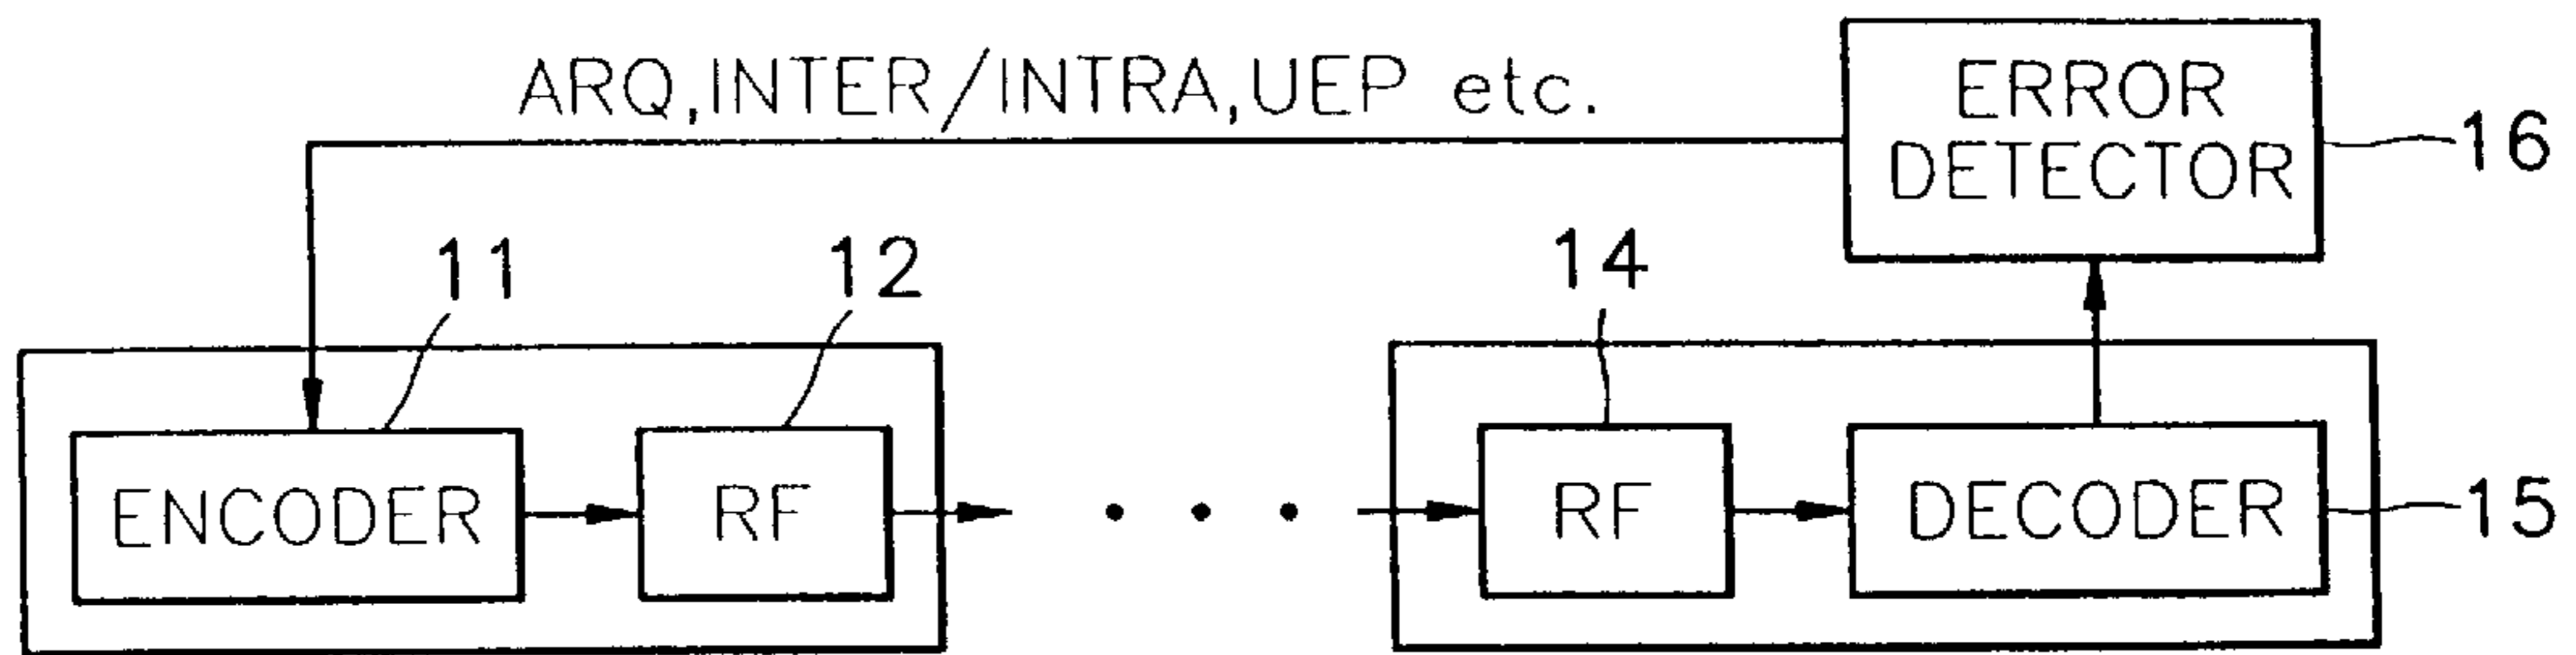 ARQ,INTER/INTRA,UEP etc.
ERROR
DETECTOR
16
11
12
14
ENCODER
RF
RF
DECODER
15